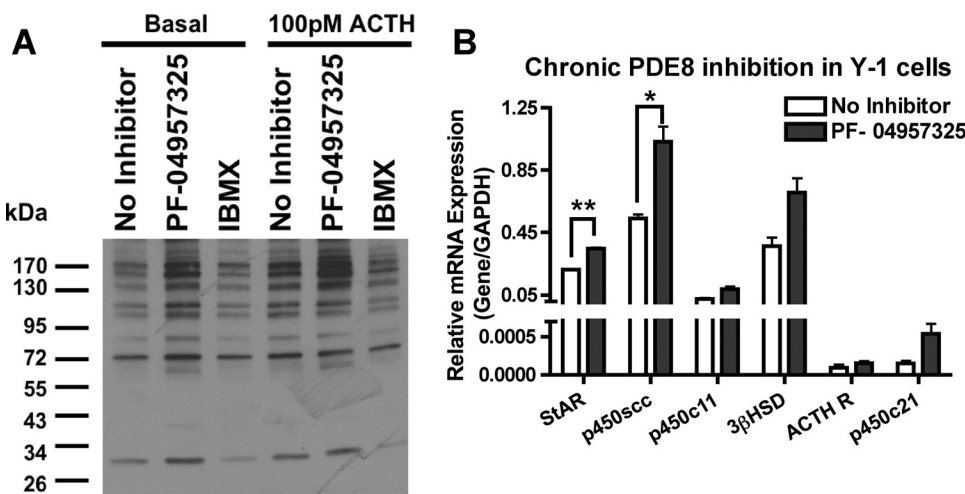 A
Basal
100pM ACTH
No Inhibitor
PF-04957325
IBMX
No Inhibitor
PF-04957325
IBMX
kDa
170
130
95
72
55
43
34
26
B
Chronic PDE8 inhibition in Y-1 cells
No Inhibitor
PF- 04957325
Relative mRNA Expression
(Gene/GAPDH)
1.25
0.85
0.45
0.05
0.0005
0.0000
**
*
StAR
p450scc
p450c11
3βHSD
ACTH R
p450c21